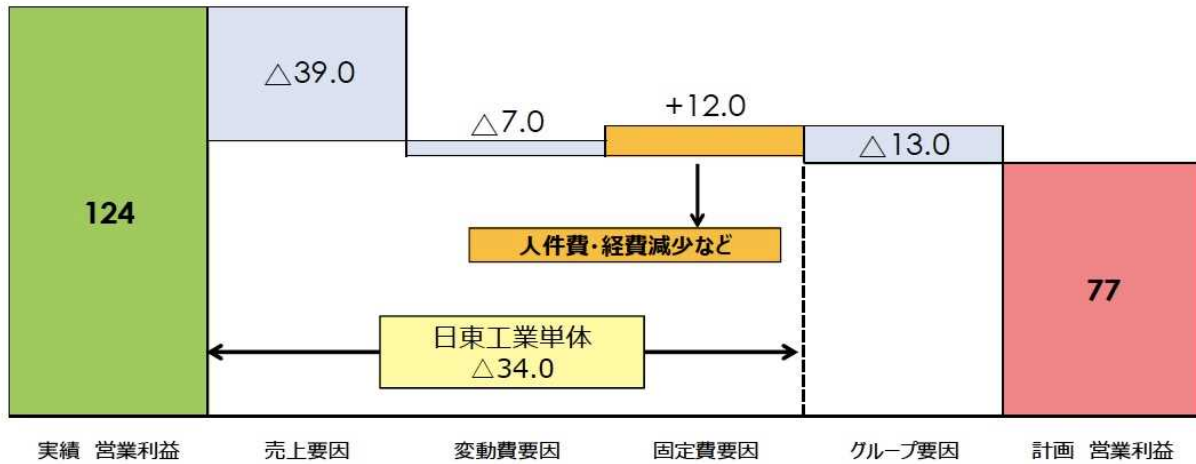 △39.0
△7.0
+12.0
△13.0
124
人件費・経費減少など
77
日東工業単体
△34.0
実績 営業利益
売上要因
変動費要因
固定費要因
グループ要因
計画 営業利益